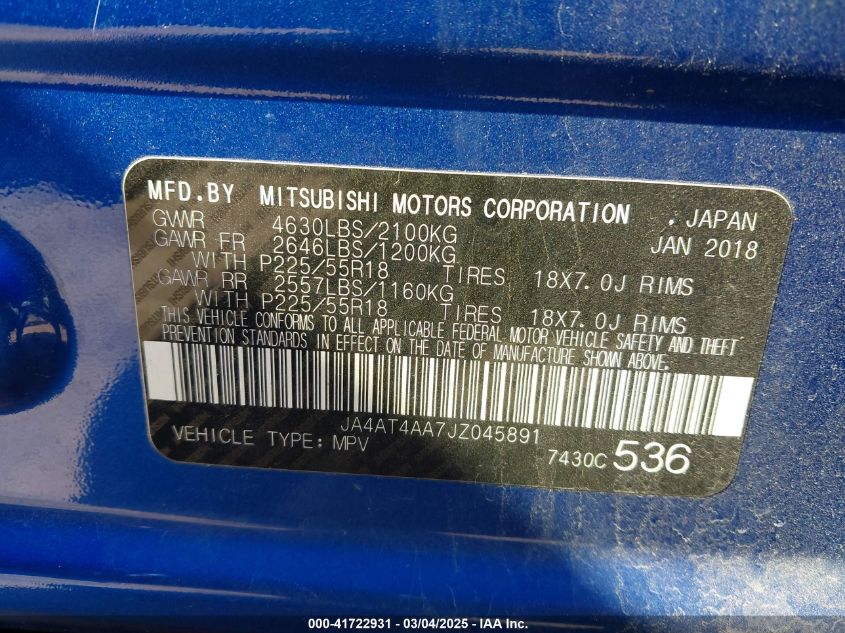 MFD.BY MITSUBISHI MOTORS CORPORATION . JAPAN
GVWR 4630LBS/2100KG JAN 2018
GAWR FR 2646LBS/1200KG
WITH P225/55R18 TIRES 18X7.0J RIMS
GAWR RR 2557LBS/1160KG
WITH P225/55R18 TIRES 18X7.0J RIMS
THIS VEHICLE CONFORMS TO ALL APPLICABLE FEDERAL MOTOR VEHICLE SAFETY AND THEFT
PREVENTION STANDARDS IN EFFECT ON THE DATE OF MANUFACTURE SHOWN ABOVE.
JA4AT4AA7JZ045891
VEHICLE TYPE: MPV 7430C 536
000-41722931 - 03/04/2025 - IAA Inc.